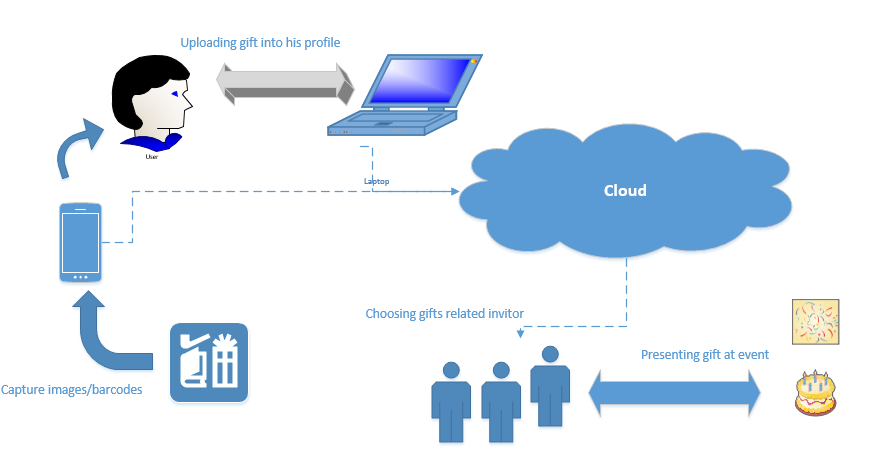 Uploading gift into his profile
User
Laptop
Cloud
Choosing gifts related invitor
Presenting gift at event
Capture images/barcodes